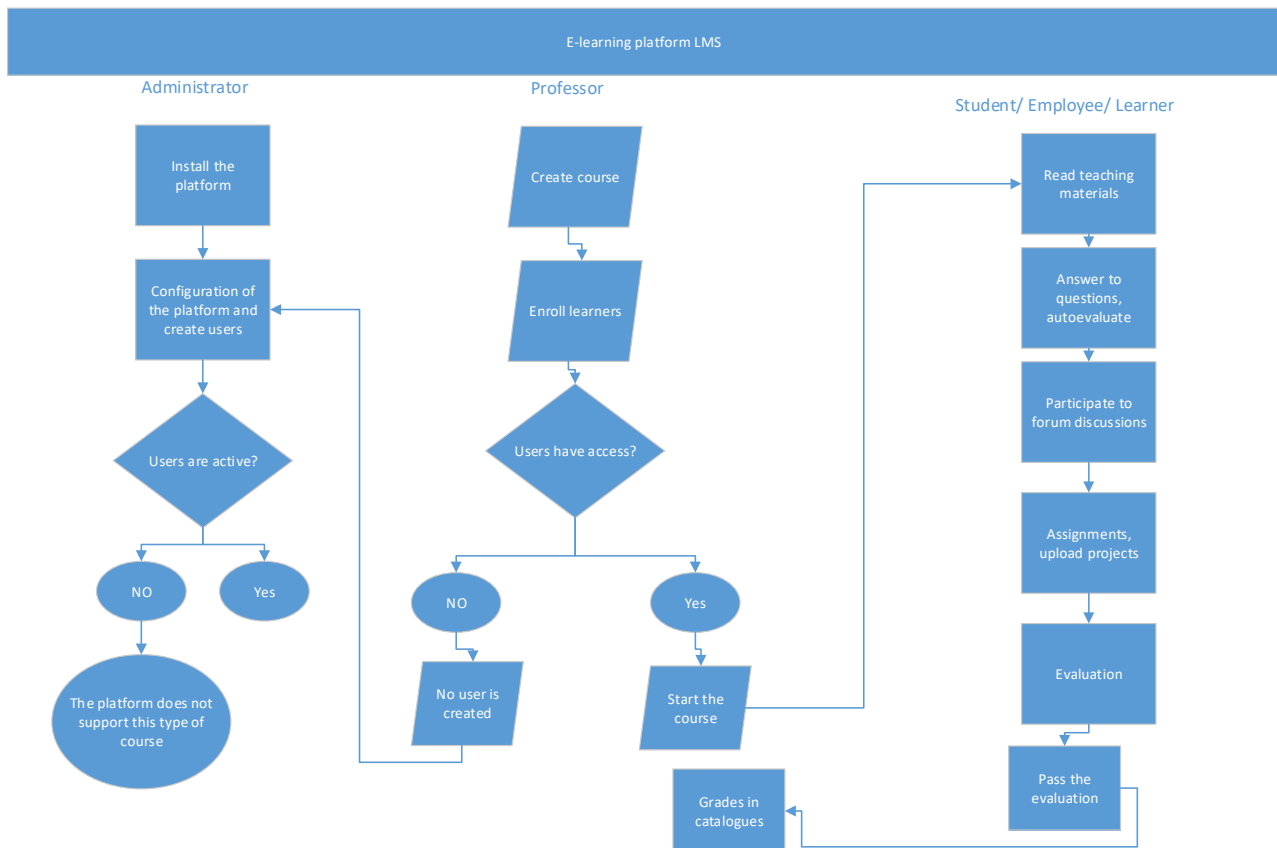 E-learning platform LMS
Administrator
Install the
platform
Configuration of
the platform and
create users
Users are active?
NO
Yes
The platform does not
support this type of
course
Professor
Create course
Enroll learners
Users have access?
NO
Yes
No user is
created
Start the
course
Grades in
catalogues
Student/ Employee/ Learner
Read teaching
materials
Answer to
questions,
autoevaluate
Participate to
forum discussions
Assignments,
upload projects
Evaluation
Pass the
evaluation